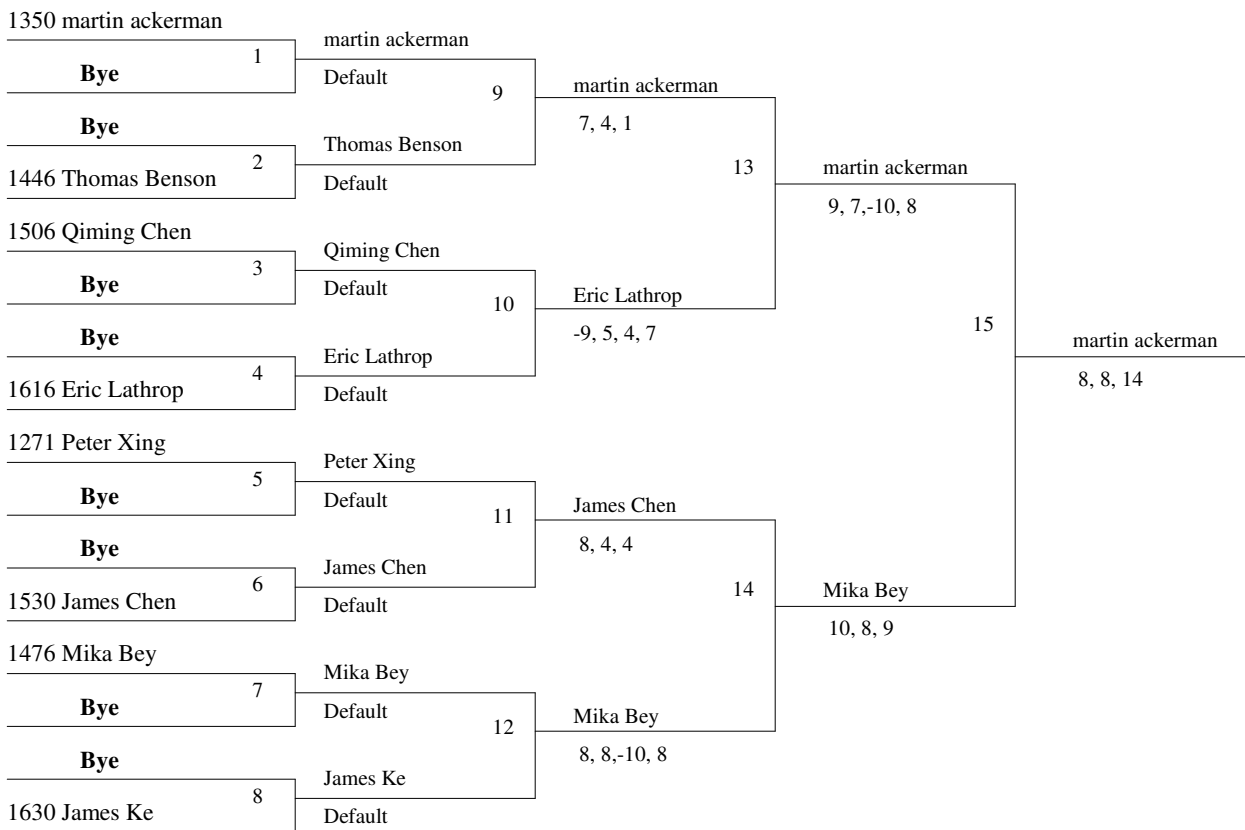 1350 martin ackerman
1
Bye
martin ackerman
Default
Bye
2
1446 Thomas Benson
Thomas Benson
Default
9
martin ackerman
7, 4, 1
1506 Qiming Chen
3
Bye
Qiming Chen
Default
Bye
4
1616 Eric Lathrop
Eric Lathrop
Default
10
Eric Lathrop
-9, 5, 4, 7
13
martin ackerman
9, 7,-10, 8
1271 Peter Xing
5
Bye
Peter Xing
Default
Bye
6
1530 James Chen
James Chen
Default
11
James Chen
8, 4, 4
1476 Mika Bey
7
Bye
Mika Bey
Default
Bye
8
1630 James Ke
James Ke
Default
12
Mika Bey
8, 8,-10, 8
14
Mika Bey
10, 8, 9
15
martin ackerman
8, 8, 14